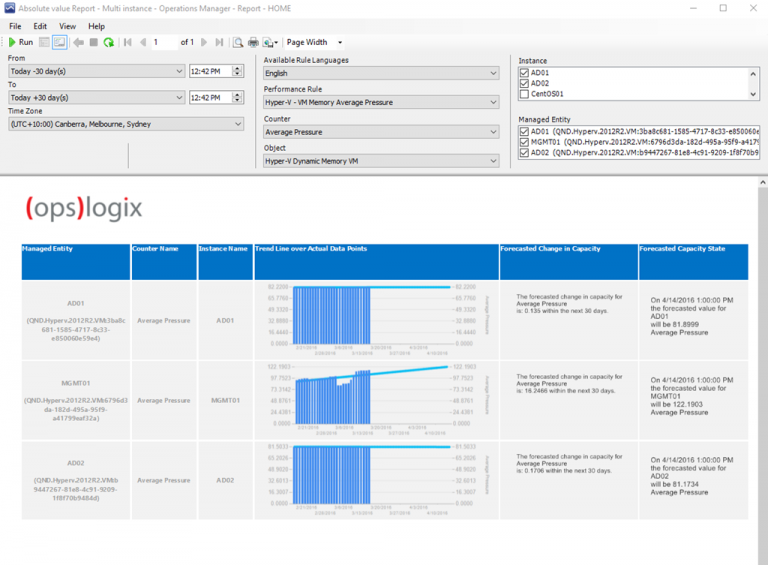 Absolute value Report - Multi instance - Operations Manager - Report - HOME
File Edit View Help
Run 1 of 1 Page Width
From
Today -30 day(s) 12:42 PM
To
Today +30 day(s) 12:42 PM
Time Zone
(UTC+10:00) Canberra, Melbourne, Sydney
Available Rule Languages
English
Performance Rule
Hyper-V - VM Memory Average Pressure
Counter
Average Pressure
Object
Hyper-V Dynamic Memory VM
Instance
AD01
AD02
CentOS01
Managed Entity
AD01 (QND.Hyperv.2012R2.VM:3ba8c681-1585-4717-8c33-e850060e
MGMT01 (QND.Hyperv.2012R2.VM:6796d3da-182d-495a-95f9-a417
AD02 (QND.Hyperv.2012R2.VM:b9447267-81e8-4c91-9209-1f8f70b9
(ops)logix
Managed Entity Counter Name Instance Name Trend Line over Actual Data Points Forecasted Change in Capacity Forecasted Capacity State
AD01
(QND.Hyperv.2012R2.VM:3ba8c
681-1585-4717-8c33-
e850060e59e4)
Average Pressure
AD01
82.2200
65.7760
49.3320
32.8880
16.4440
0.0000
Average Pressure
The forecasted change in capacity for
Average Pressure
is: 0.135 within the next 30 days.
On 4/14/2016 1:00:00 PM
the forecasted value for
AD01
will be 81.8999
Average Pressure
MGMT01
(QND.Hyperv.2012R2.VM:6796d3
da-182d-495a-95f9-
a41799eaf32a)
Average Pressure
MGMT01
122.1903
97.7523
73.3142
48.8761
24.4381
0.0000
Average Pressure
The forecasted change in capacity for
Average Pressure
is: 16.2466 within the next 30 days.
On 4/14/2016 1:00:00 PM
the forecasted value for
MGMT01
will be 122.1903
Average Pressure
AD02
(QND.Hyperv.2012R2.VM:b
9447267-81e8-4c91-9209-
1f8f70b9484d)
Average Pressure
AD02
81.5033
65.2026
48.9020
32.6013
16.3007
0.0000
Average Pressure
The forecasted change in capacity for
Average Pressure
is: 0.1706 within the next 30 days.
On 4/14/2016 1:00:00 PM
the forecasted value for
AD02
will be 81.1734
Average Pressure